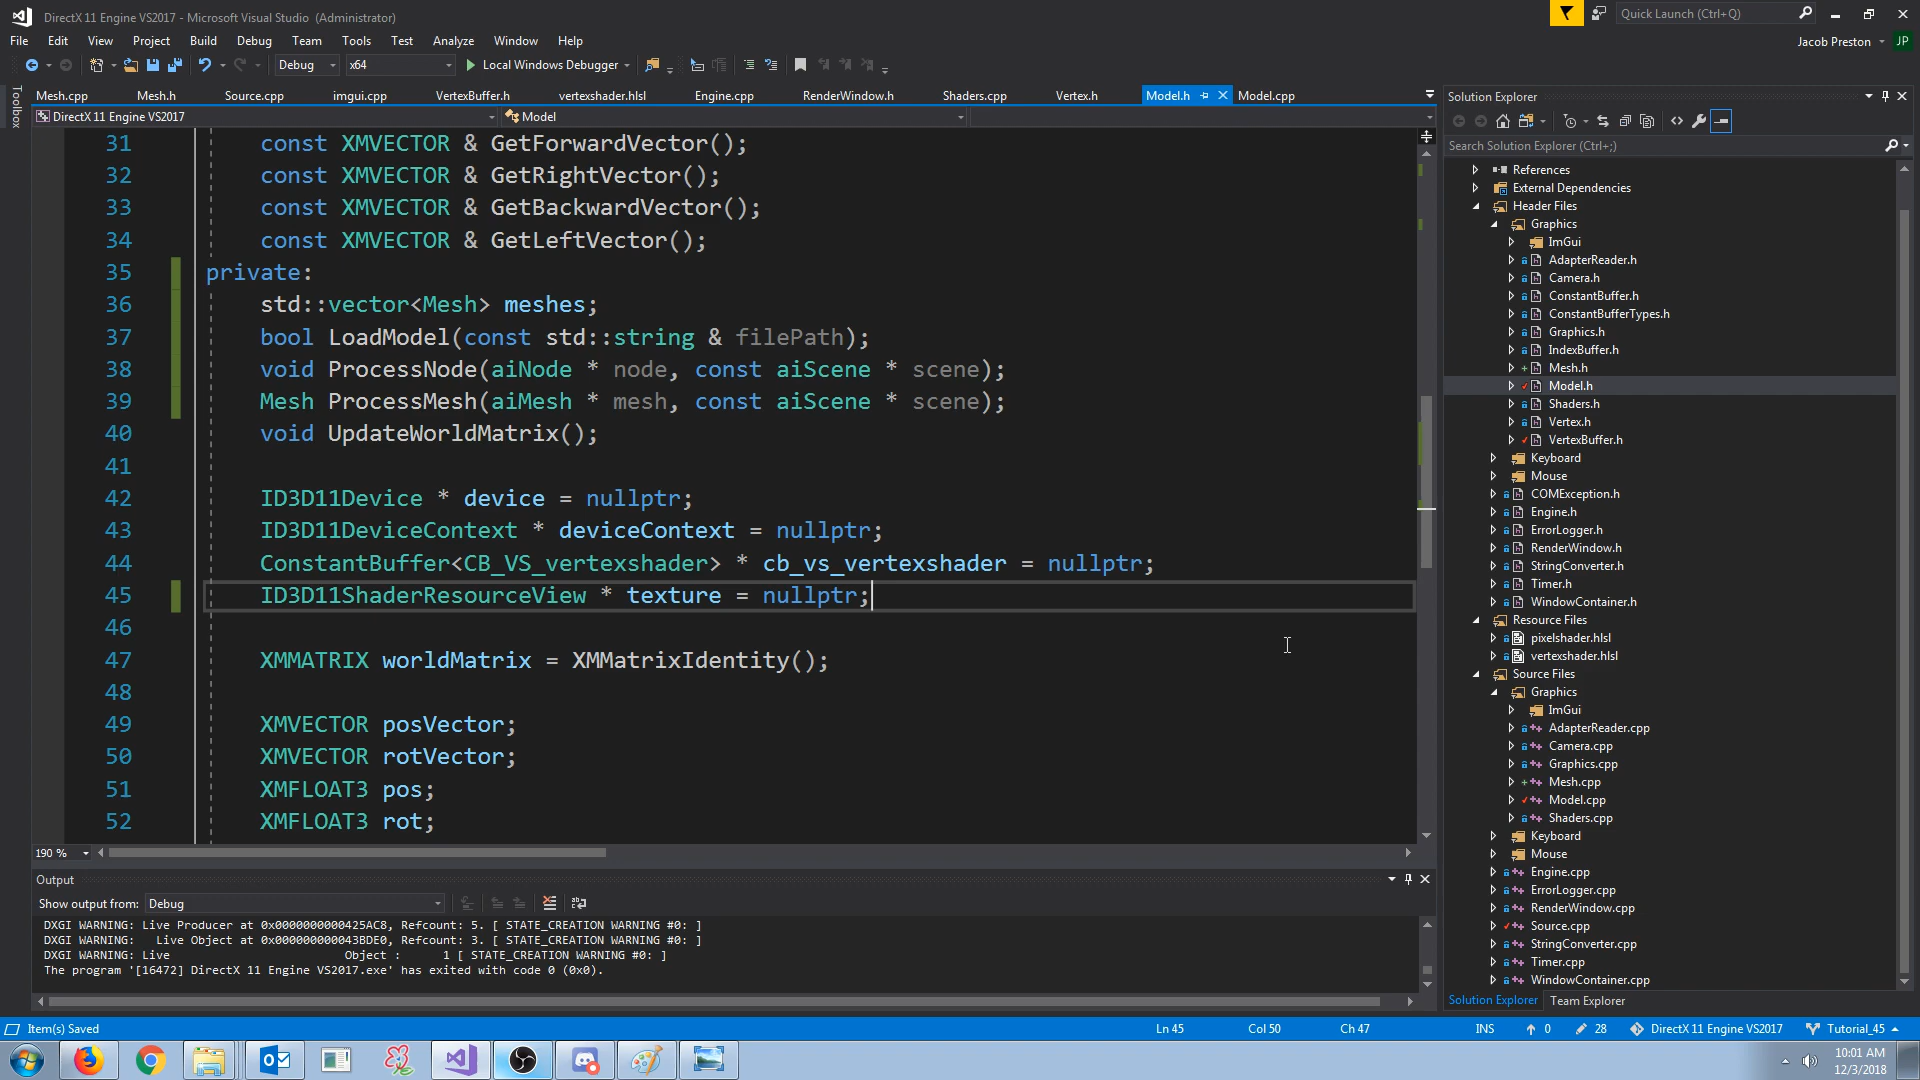 DirectX 11 Engine VS2017 - Microsoft Visual Studio (Administrator)
Quick Launch (Ctrl+Q)
File Edit View Project Build Debug Team Tools Test Analyze Window Help
Jacob Preston JP
Debug x64 Local Windows Debugger
Toolbox
Mesh.cpp Mesh.h Source.cpp imgui.cpp VertexBuffer.h vertexshader.hlsl Engine.cpp RenderWindow.h Shaders.cpp Vertex.h Model.h Model.cpp
DirectX 11 Engine VS2017 Model
31 const XMVECTOR & GetForwardVector();
32 const XMVECTOR & GetRightVector();
33 const XMVECTOR & GetBackwardVector();
34 const XMVECTOR & GetLeftVector();
35 private:
36 std::vector<Mesh> meshes;
37 bool LoadModel(const std::string & filePath);
38 void ProcessNode(aiNode * node, const aiScene * scene);
39 Mesh ProcessMesh(aiMesh * mesh, const aiScene * scene);
40 void UpdateWorldMatrix();
41
42 ID3D11Device * device = nullptr;
43 ID3D11DeviceContext * deviceContext = nullptr;
44 ConstantBuffer<CB_VS_vertexshader> * cb_vs_vertexshader = nullptr;
45 ID3D11ShaderResourceView * texture = nullptr;
46
47 XMMATRIX worldMatrix = XMMatrixIdentity();
48
49 XMVECTOR posVector;
50 XMVECTOR rotVector;
51 XMFLOAT3 pos;
52 XMFLOAT3 rot;
190 %
Output
Show output from: Debug
DXGI WARNING: Live Producer at 0x0000000000425AC8, Refcount: 5. [ STATE_CREATION WARNING #0: ]
DXGI WARNING: Live Object at 0x000000000043BDE0, Refcount: 3. [ STATE_CREATION WARNING #0: ]
DXGI WARNING: Live Object : 1 [ STATE_CREATION WARNING #0: ]
The program '[16472] DirectX 11 Engine VS2017.exe' has exited with code 0 (0x0).
Solution Explorer
Search Solution Explorer (Ctrl+;)
References
External Dependencies
Header Files
Graphics
ImGui
AdapterReader.h
Camera.h
ConstantBuffer.h
ConstantBufferTypes.h
Graphics.h
IndexBuffer.h
Mesh.h
Model.h
Shaders.h
Vertex.h
VertexBuffer.h
Keyboard
Mouse
COMException.h
Engine.h
ErrorLogger.h
RenderWindow.h
StringConverter.h
Timer.h
WindowContainer.h
Resource Files
pixelshader.hlsl
vertexshader.hlsl
Source Files
Graphics
ImGui
AdapterReader.cpp
Camera.cpp
Graphics.cpp
Mesh.cpp
Model.cpp
Shaders.cpp
Keyboard
Mouse
Engine.cpp
ErrorLogger.cpp
RenderWindow.cpp
Source.cpp
StringConverter.cpp
Timer.cpp
WindowContainer.cpp
Solution Explorer Team Explorer
Item(s) Saved Ln 45 Col 50 Ch 47 INS 0 28 DirectX 11 Engine VS2017 Tutorial_45
10:01 AM
12/3/2018